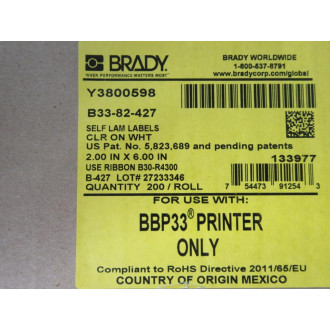 BRADY
"WHEN PERFORMANCE MATTERS MOST"
BRADY WORLDWIDE
1-800-537-8791
www.bradycorp.com/global
Y3800598
B33-82-427
SELF LAM LABELS
CLR ON WHT
US Pat. No. 5,823,689 and pending patents
2.00 IN X 6.00 IN
133977
USE RIBBON B30-R4300
B-427 LOT# 27233346
QUANTITY 200 / ROLL
7 54473 91254 3
FOR USE WITH:
BBP33® PRINTER
ONLY
Compliant to RoHS Directive 2011/65/EU
COUNTRY OF ORIGIN MEXICO